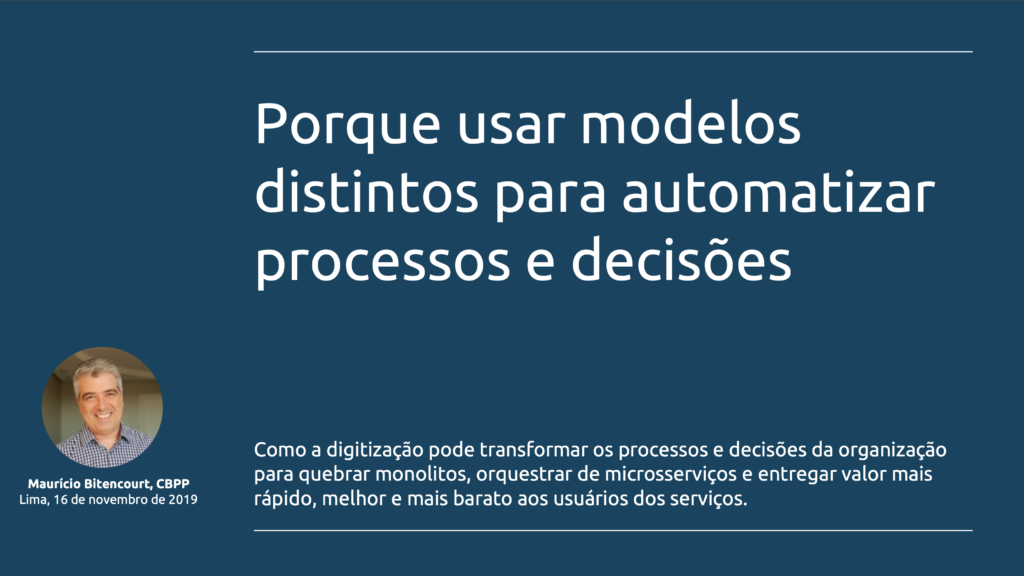 Porque usar modelos
distintos para automatizar
processos e decisões
Maurício Bitencourt, CBPP
Lima, 16 de novembro de 2019
Como a digitização pode transformar os processos e decisões da organização
para quebrar monolitos, orquestrar de microsserviços e entregar valor mais
rápido, melhor e mais barato aos usuários dos serviços.